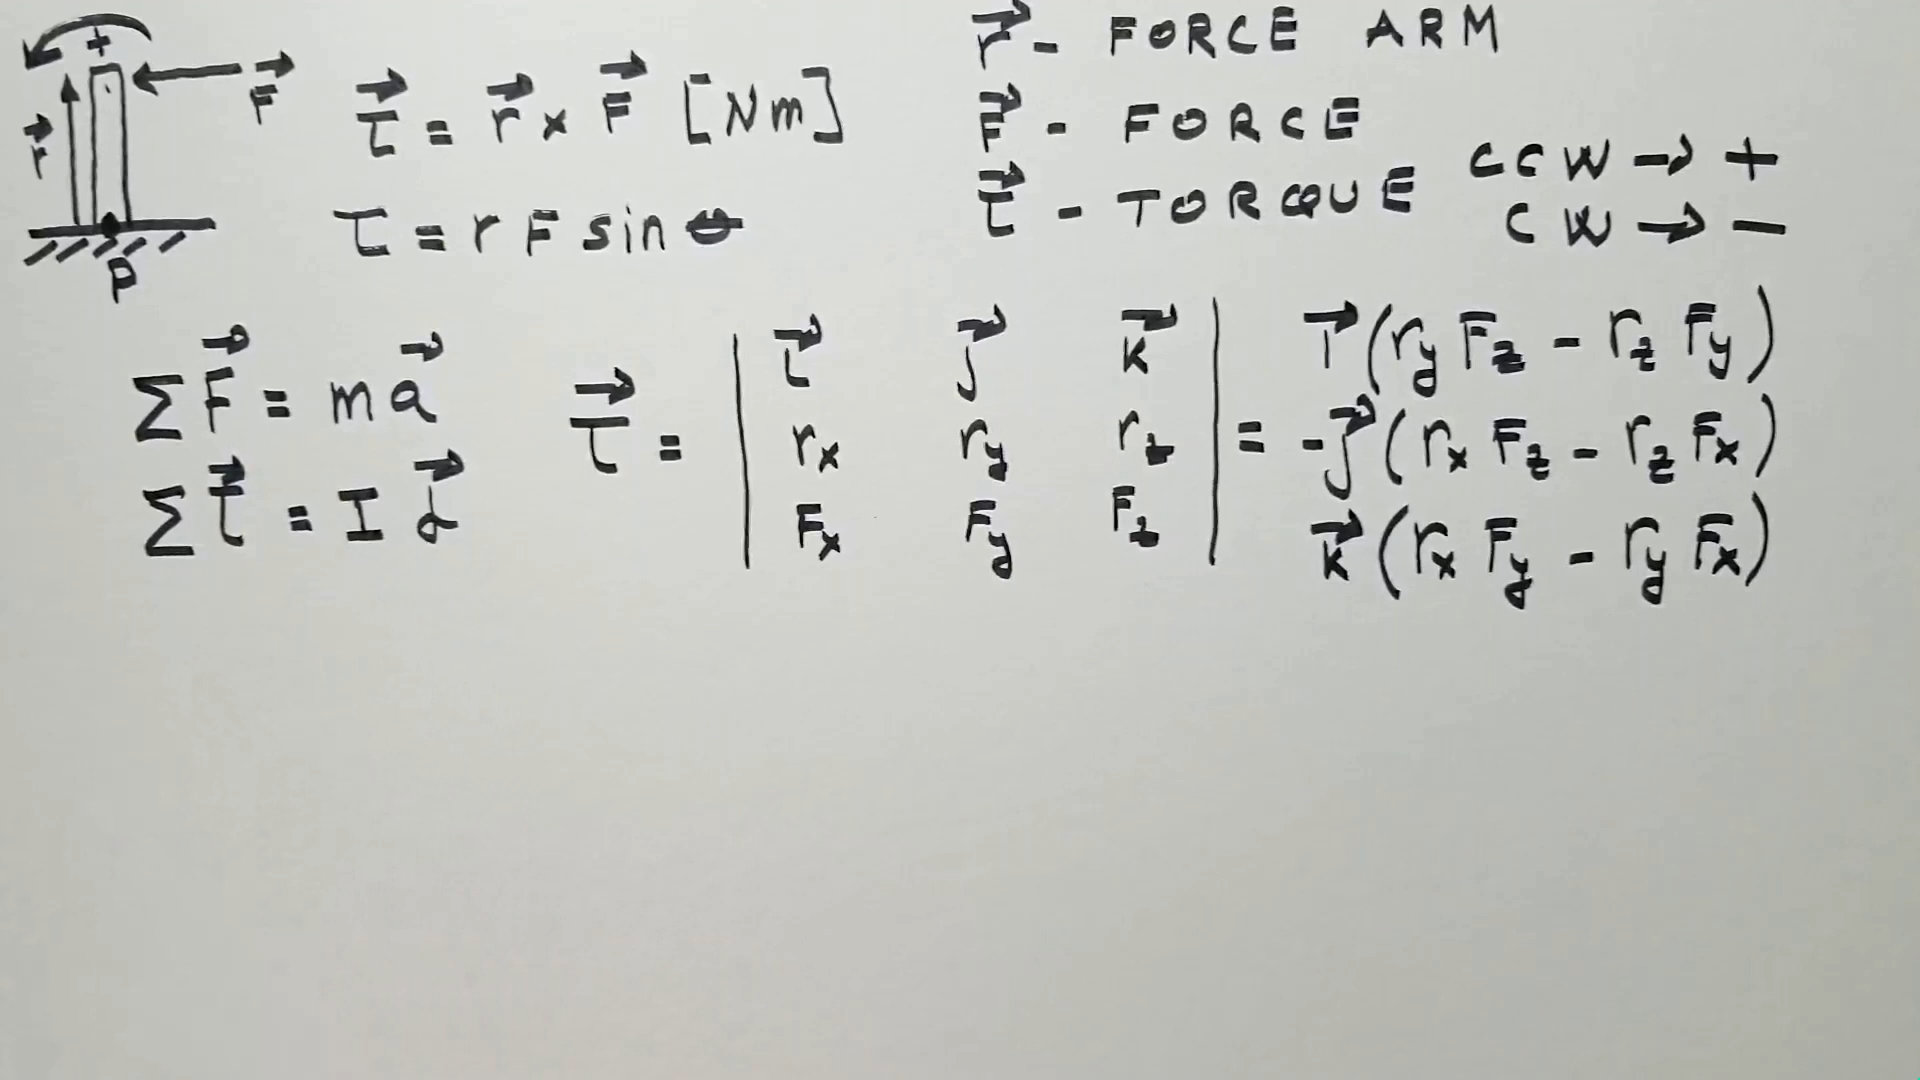 +
F⃗
r⃗
P
τ⃗ = r⃗ x F⃗ [Nm]
τ = r F sin θ
r⃗ - FORCE ARM
F⃗ - FORCE
τ⃗ - TORQUE
CCW → +
CW → -
ΣF⃗ = ma⃗
Στ⃗ = I α⃗
τ⃗ = | i⃗ j⃗ k⃗ |
| rx ry rz |
| Fx Fy Fz |
= i⃗ (ry Fz - rz Fy)
-j⃗ (rx Fz - rz Fx)
k⃗ (rx Fy - ry Fx)